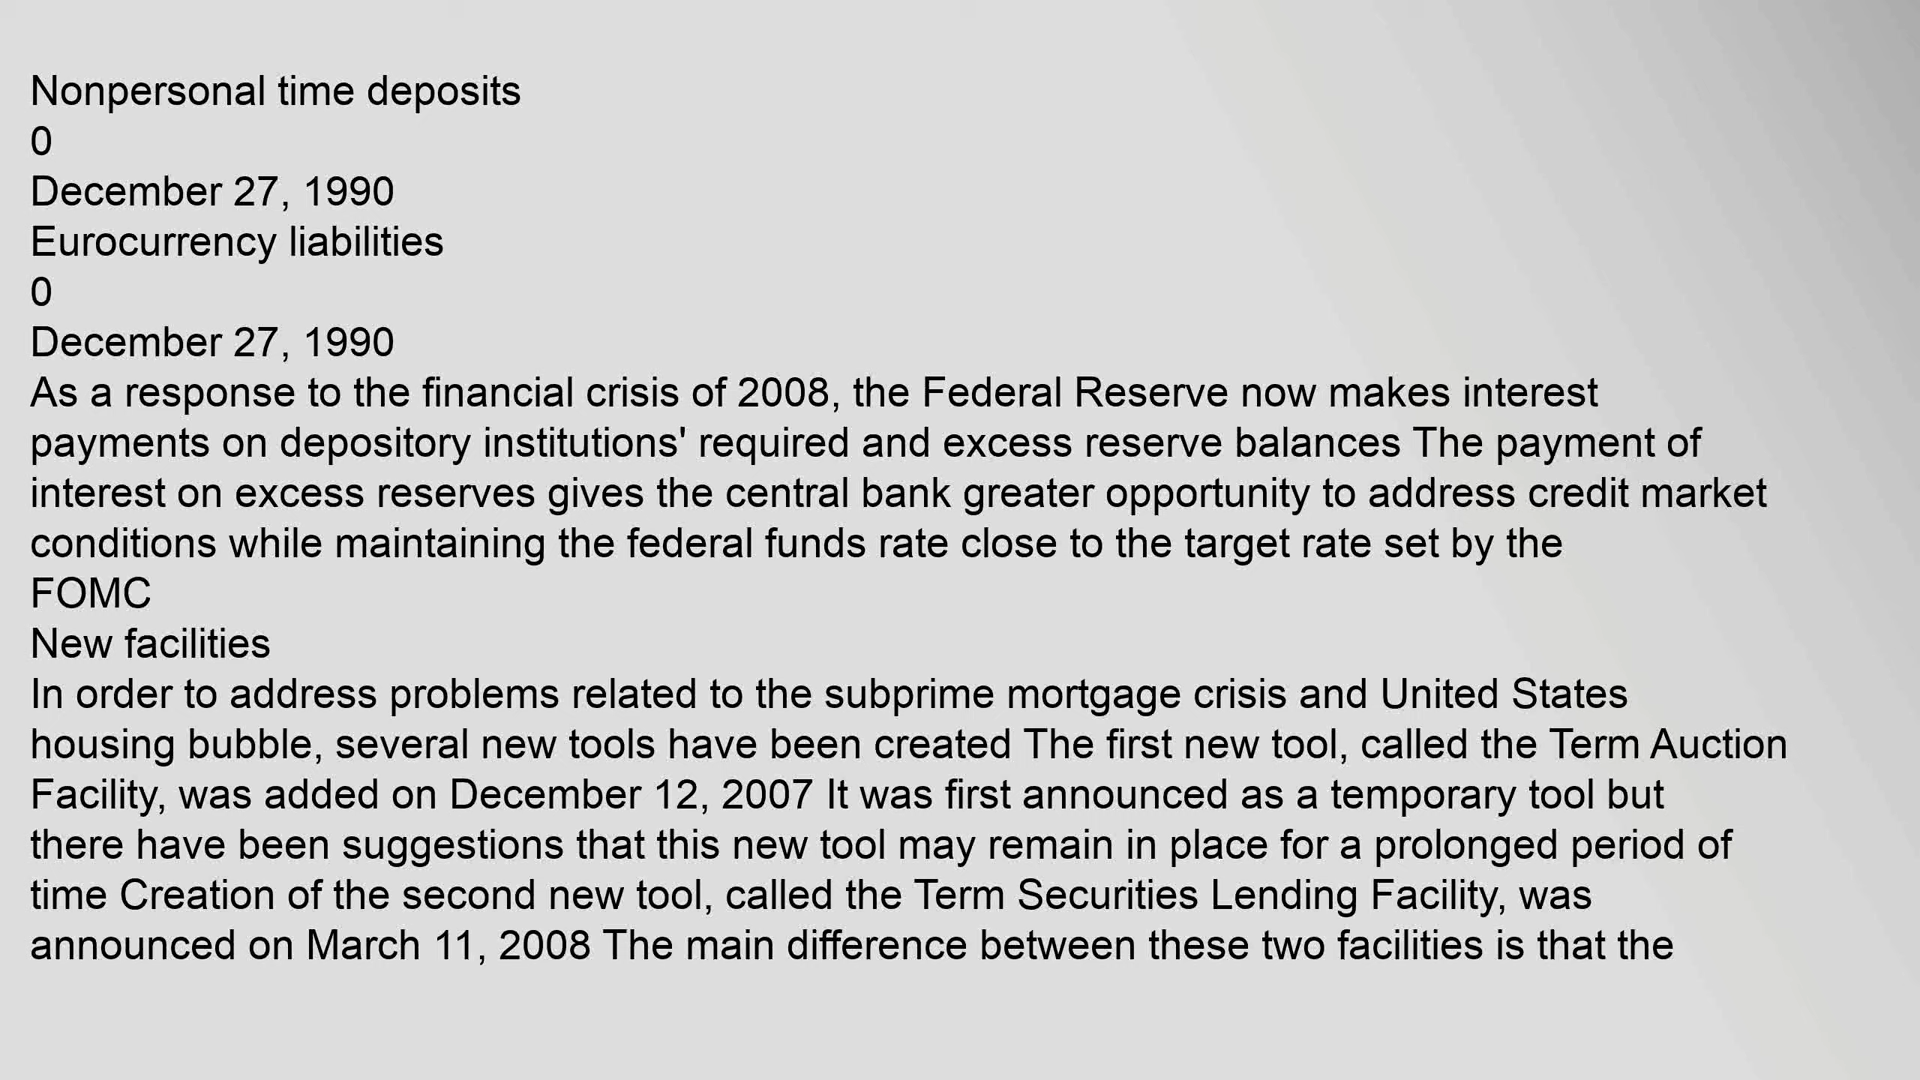 Nonpersonal time deposits
0
December 27, 1990
Eurocurrency liabilities
0
December 27, 1990
As a response to the financial crisis of 2008, the Federal Reserve now makes interest
payments on depository institutions' required and excess reserve balances The payment of
interest on excess reserves gives the central bank greater opportunity to address credit market
conditions while maintaining the federal funds rate close to the target rate set by the
FOMC
New facilities
In order to address problems related to the subprime mortgage crisis and United States
housing bubble, several new tools have been created The first new tool, called the Term Auction
Facility, was added on December 12, 2007 It was first announced as a temporary tool but
there have been suggestions that this new tool may remain in place for a prolonged period of
time Creation of the second new tool, called the Term Securities Lending Facility, was
announced on March 11, 2008 The main difference between these two facilities is that the